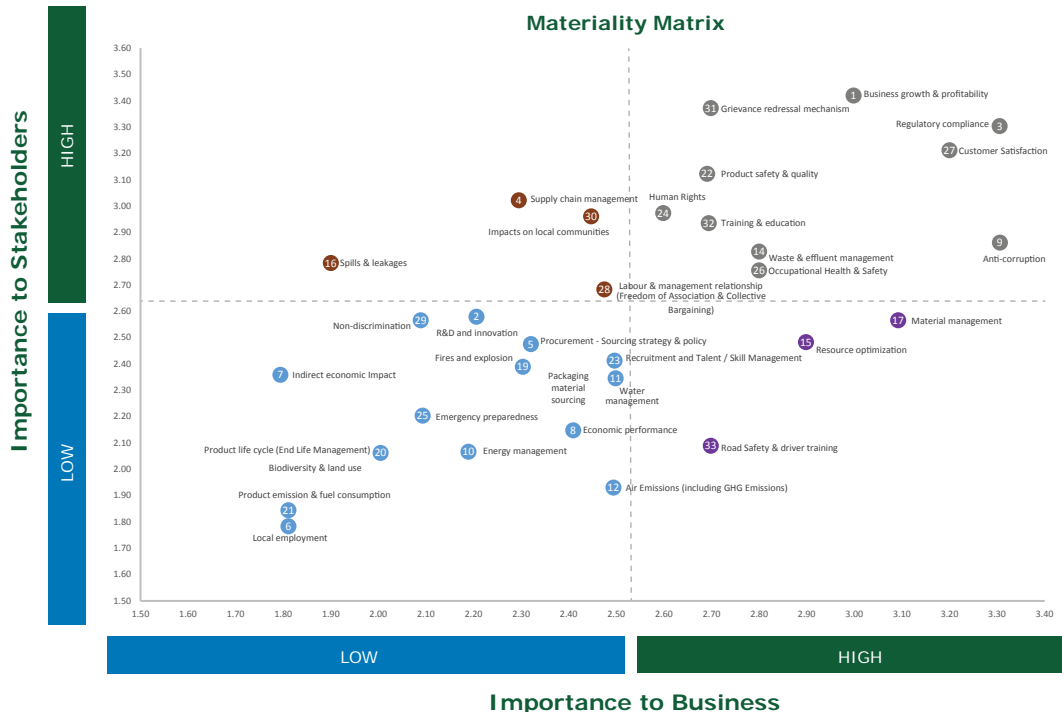 Materiality Matrix
Importance to Stakeholders
HIGH
LOW
3.60
3.50
3.40
3.30
3.20
3.10
3.00
2.90
2.80
2.70
2.60
2.50
2.40
2.30
2.20
2.10
2.00
1.90
1.80
1.70
1.60
1.50
1 Business growth & profitability
31 Grievance redressal mechanism
Regulatory compliance 3
27 Customer Satisfaction
22 Product safety & quality
4 Supply chain management
Human Rights
24
30
Impacts on local communities
32 Training & education
9
Anti-corruption
14 Waste & effluent management
26 Occupational Health & Safety
16 Spills & leakages
28 Labour & management relationship
(Freedom of Association & Collective
Bargaining)
Non-discrimination 29
2
R&D and innovation
17 Material management
5 Procurement - Sourcing strategy & policy
15 Resource optimization
Fires and explosion 19
23 Recruitment and Talent / Skill Management
7 Indirect economic Impact
Packaging
material
sourcing
11
Water
management
25 Emergency preparedness
8 Economic performance
33 Road Safety & driver training
Product life cycle (End Life Management) 20
Biodiversity & land use
10 Energy management
12 Air Emissions (including GHG Emissions)
Product emission & fuel consumption
21
6
Local employment
1.50 1.80 1.90 2.00 2.10 2.20 2.30 2.40 2.50 2.70 2.80 2.90 3.00 3.10 3.20 3.30 3.40
LOW
HIGH
Importance to Business